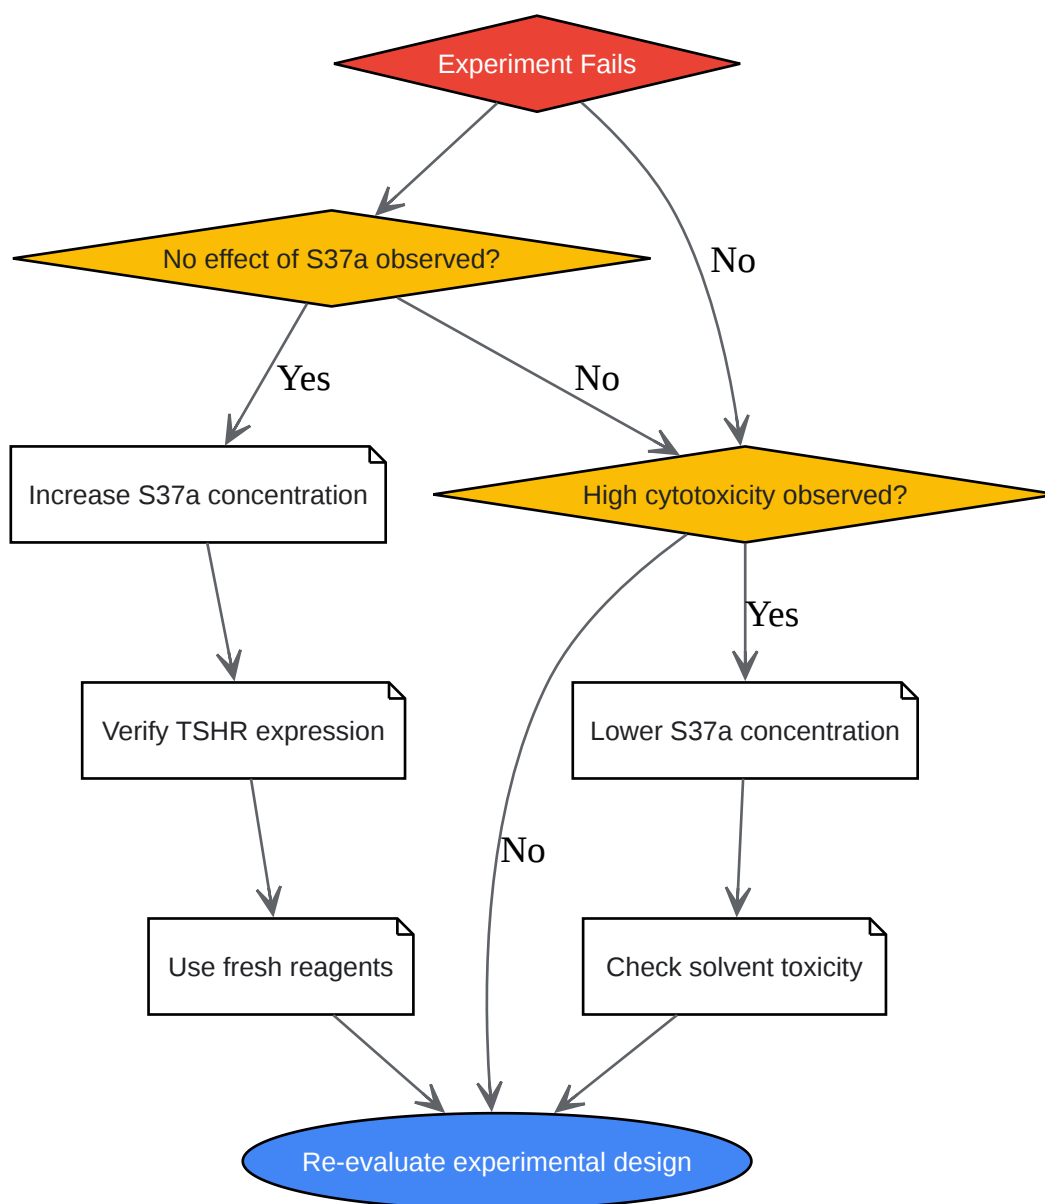 Experiment Fails
No effect of S37a observed?
No
Yes
No
Increase S37a concentration
High cytotoxicity observed?
Yes
Verify TSHR expression
Lower S37a concentration
No
Use fresh reagents
Check solvent toxicity
Re-evaluate experimental design